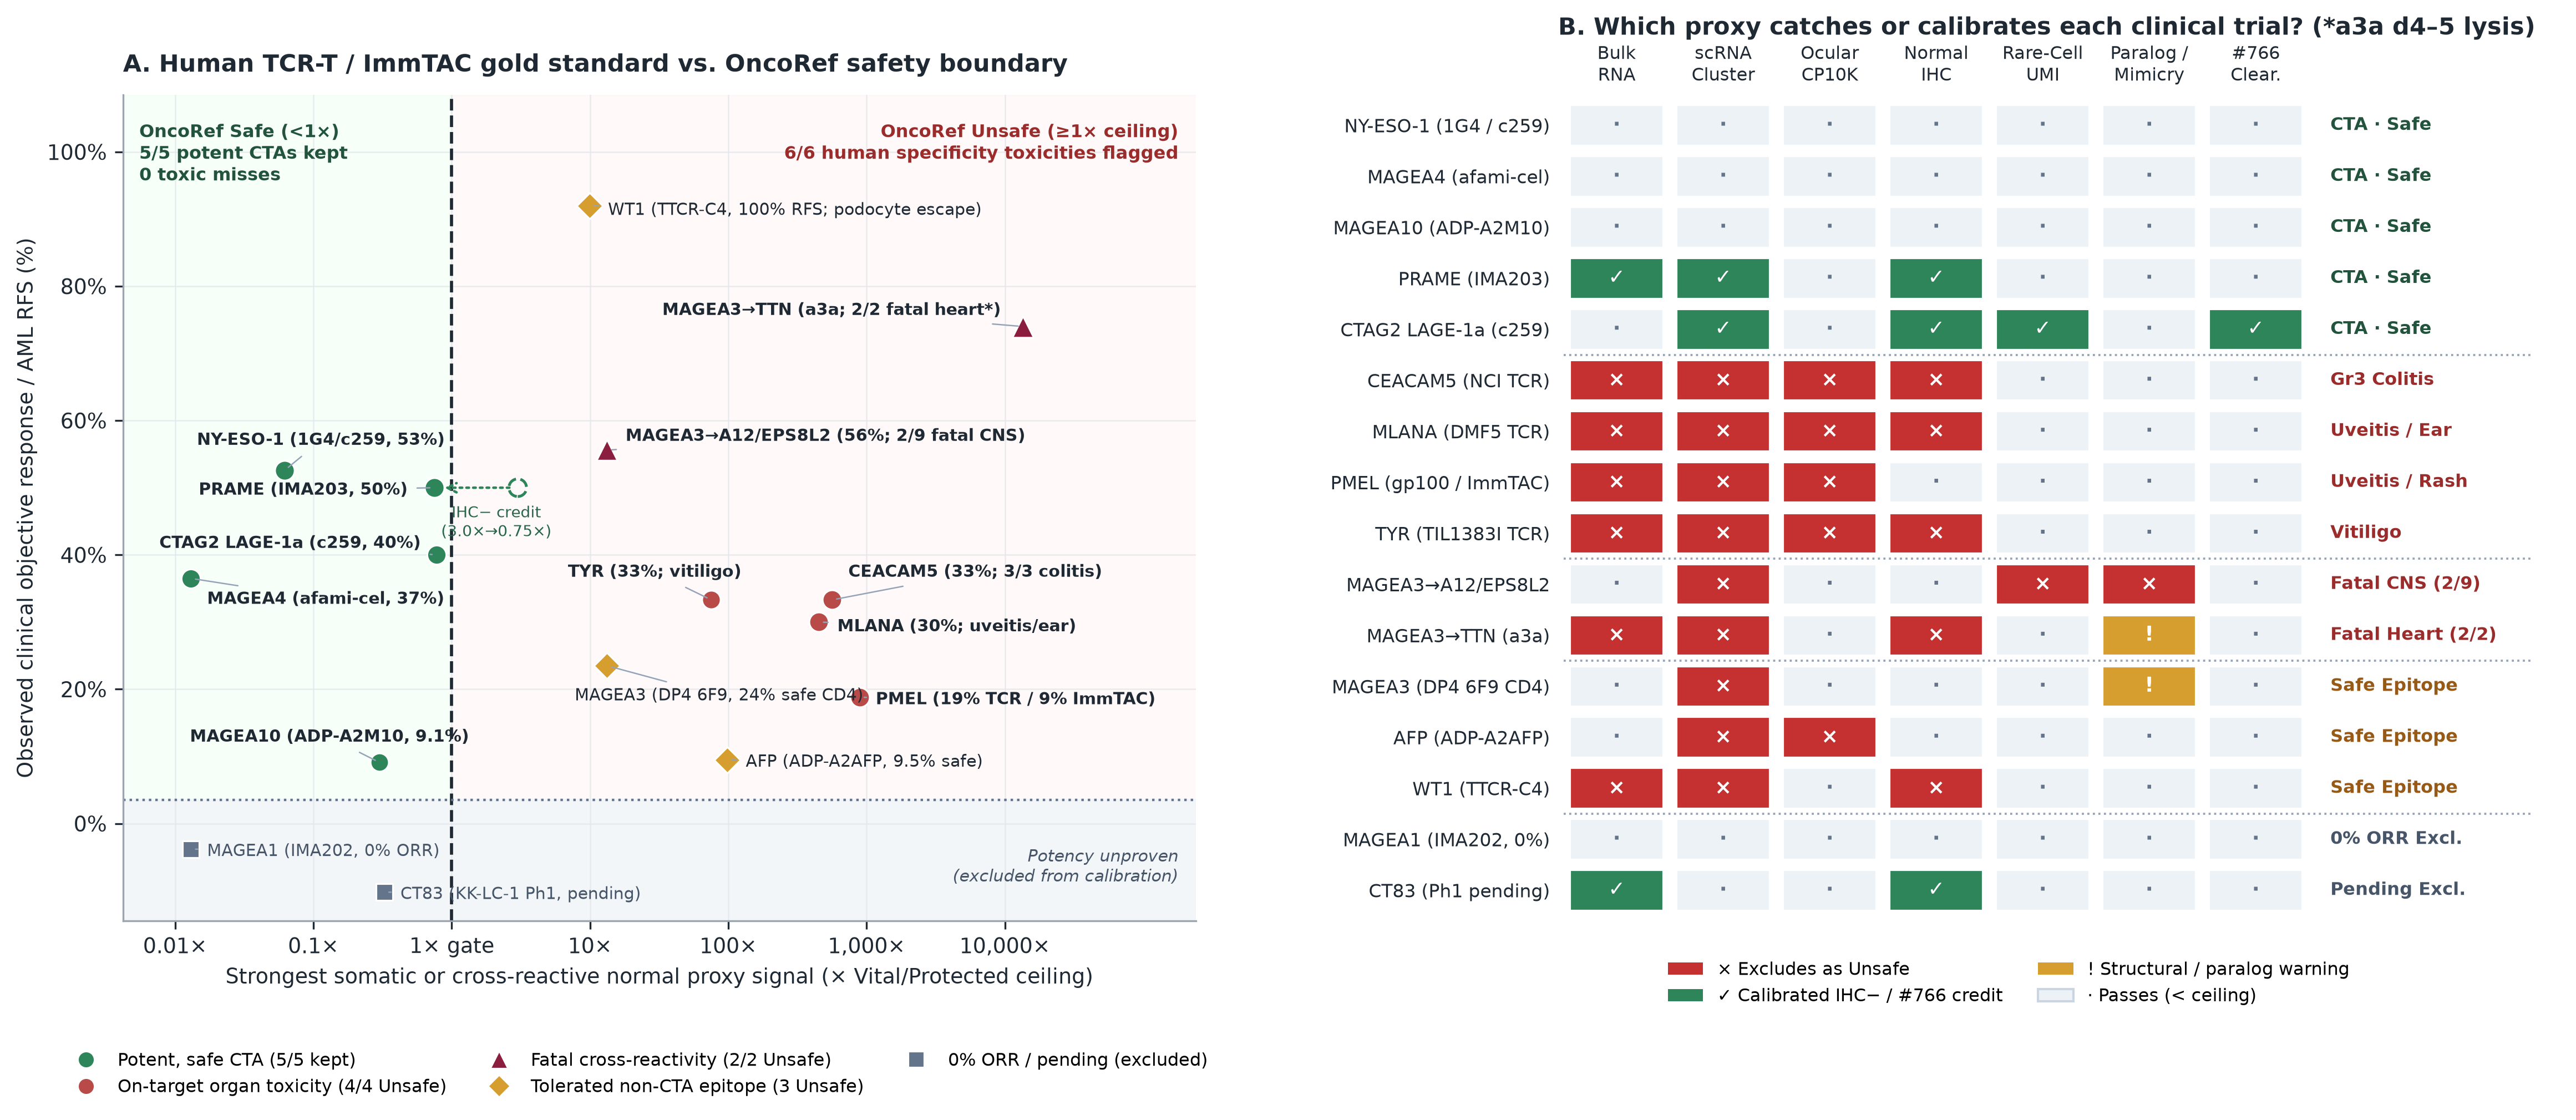 A. Human TCR-T / ImmTAC gold standard vs. OncoRef safety boundary
OncoRef Safe (<1×)
5/5 potent CTAs kept
0 toxic misses
OncoRef Unsafe (≥1× ceiling)
6/6 human specificity toxicities flagged
WT1 (TTCR-C4, 100% RFS; podocyte escape)
MAGEA3→TTN (a3a; 2/2 fatal heart*)
NY-ESO-1 (1G4/c259, 53%)
MAGEA3→A12/EPS8L2 (56%; 2/9 fatal CNS)
PRAME (IMA203, 50%)
IHC− credit
(3.0×→0.75×)
CTAG2 LAGE-1a (c259, 40%)
MAGEA4 (afami-cel, 37%)
TYR (33%; vitiligo)
CEACAM5 (33%; 3/3 colitis)
MLANA (30%; uveitis/ear)
MAGEA3 (DP4 6F9, 24% safe CD4)
PMEL (19% TCR / 9% ImmTAC)
MAGEA10 (ADP-A2M10, 9.1%)
AFP (ADP-A2AFP, 9.5% safe)
MAGEA1 (IMA202, 0% ORR)
CT83 (KK-LC-1 Ph1, pending)
Potency unproven
(excluded from calibration)
100%
80%
60%
40%
20%
0%
Observed clinical objective response / AML RFS (%)
0.01×
0.1×
1× gate
10×
100×
1,000×
10,000×
Strongest somatic or cross-reactive normal proxy signal (× Vital/Protected ceiling)
Potent, safe CTA (5/5 kept)
On-target organ toxicity (4/4 Unsafe)
Fatal cross-reactivity (2/2 Unsafe)
Tolerated non-CTA epitope (3 Unsafe)
0% ORR / pending (excluded)
B. Which proxy catches or calibrates each clinical trial? (*a3a d4–5 lysis)
Bulk
RNA
scRNA
Cluster
Ocular
CP10K
Normal
IHC
Rare-Cell
UMI
Paralog /
Mimicry
#766
Clear.
NY-ESO-1 (1G4 / c259) · · · · · · · CTA · Safe
MAGEA4 (afami-cel) · · · · · · · CTA · Safe
MAGEA10 (ADP-A2M10) · · · · · · · CTA · Safe
PRAME (IMA203) ✓ ✓ · ✓ · · · CTA · Safe
CTAG2 LAGE-1a (c259) · ✓ · ✓ ✓ · ✓ CTA · Safe
CEACAM5 (NCI TCR) × × × × · · · Gr3 Colitis
MLANA (DMF5 TCR) × × × × · · · Uveitis / Ear
PMEL (gp100 / ImmTAC) × × × · · · · Uveitis / Rash
TYR (TIL1383I TCR) × × × × · · · Vitiligo
MAGEA3→A12/EPS8L2 · × · · × × · Fatal CNS (2/9)
MAGEA3→TTN (a3a) × × · × · ! · Fatal Heart (2/2)
MAGEA3 (DP4 6F9 CD4) · × · · · ! · Safe Epitope
AFP (ADP-A2AFP) · × × · · · · Safe Epitope
WT1 (TTCR-C4) × × · × · · · Safe Epitope
MAGEA1 (IMA202, 0%) · · · · · · · 0% ORR Excl.
CT83 (Ph1 pending) ✓ · · ✓ · · · Pending Excl.
× Excludes as Unsafe
✓ Calibrated IHC− / #766 credit
! Structural / paralog warning
· Passes (< ceiling)